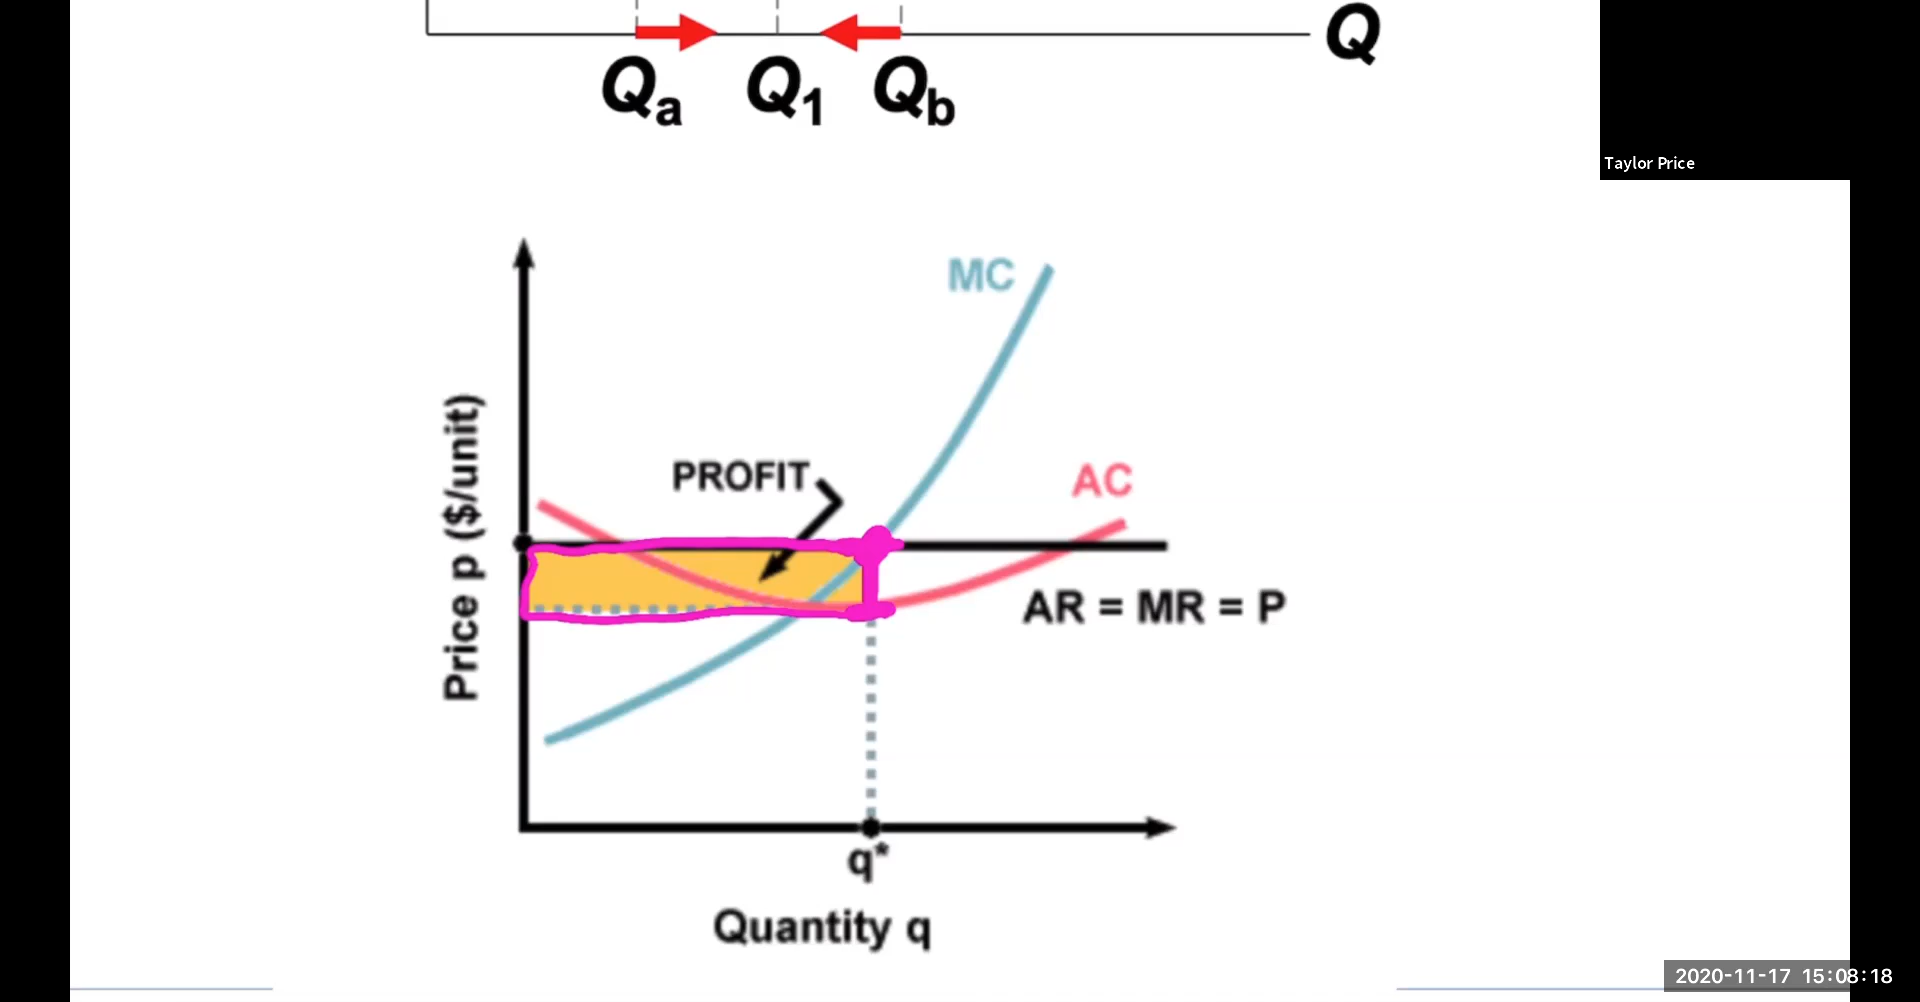 Q
Qa Q1 Qb
Taylor Price
MC
PROFIT
AC
Price p ($/unit)
AR = MR = P
q*
Quantity q
2020-11-17 15:08:18